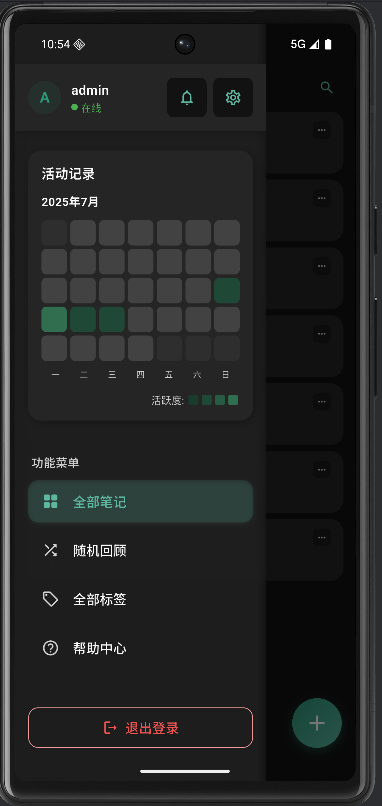 10:54
5G
A
admin
在线
活动记录
2025年7月
一 二 三 四 五 六 日
活跃度:
功能菜单
全部笔记
随机回顾
全部标签
帮助中心
退出登录